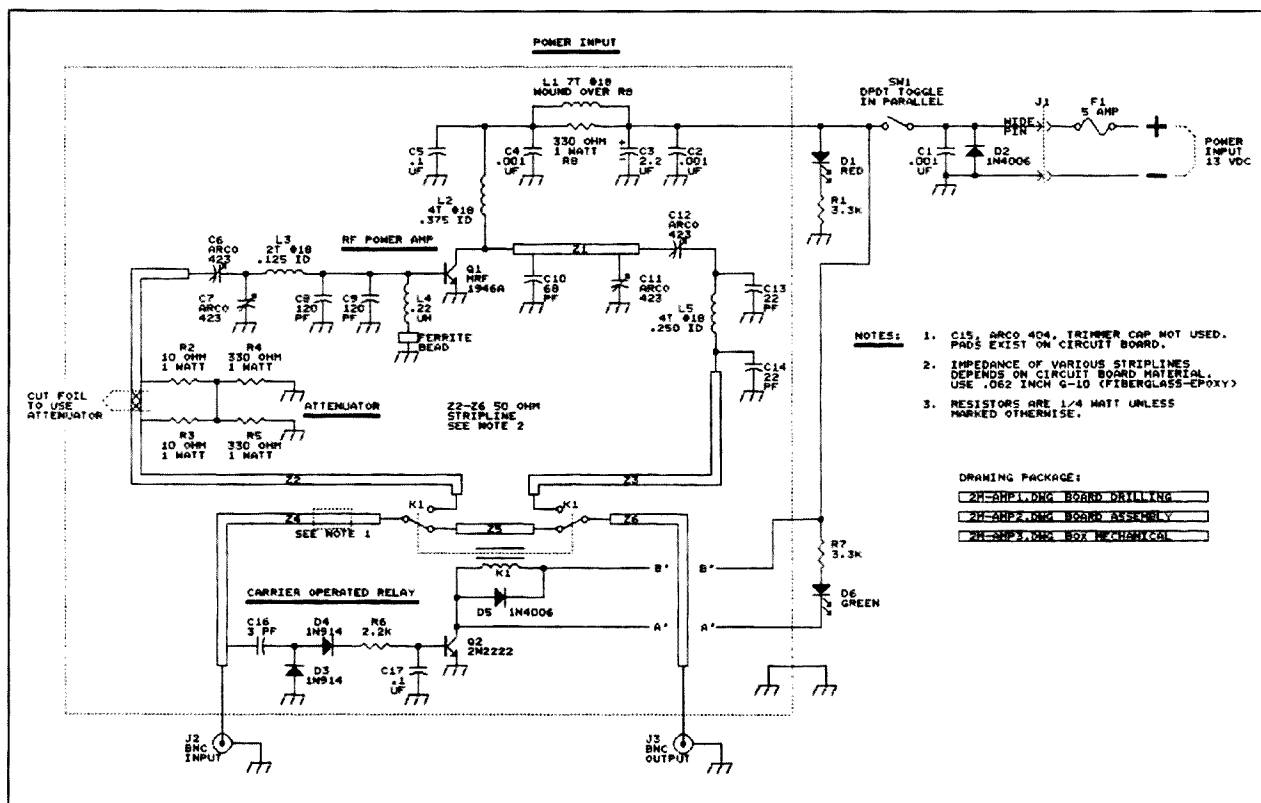 POWER INPUT
L1 7T #18
WOUND OVER R8
330 OHM
1 WATT
R8
C5
.1
UF
C4
.001
UF
C3
2.2
UF
C2
.001
UF
SW1
DPDT TOGGLE
IN PARALLEL
J1
WIDE
PIN
F1
5 AMP
+
-
POWER
INPUT
13 VDC
C1
.001
UF
D2
1N4006
D1
RED
R1
3.3K
L2
4T #18
.375 ID
RF POWER AMP
C6
ARCO
423
L3
2T #18
.125 ID
C7
ARCO
423
C8
120
PF
C9
120
PF
L4
.22
UH
FERRITE
BEAD
Q1
MRF
1946A
Z1
C10
68
PF
C11
ARCO
423
C12
ARCO
423
C13
22
PF
L5
4T #18
.250 ID
C14
22
PF
NOTES:
1. C15, ARCO 404, TRIMMER CAP NOT USED.
PADS EXIST ON CIRCUIT BOARD.
2. IMPEDANCE OF VARIOUS STRIPLINES
DEPENDS ON CIRCUIT BOARD MATERIAL.
USE .062 INCH G-10 (FIBERGLASS-EPOXY)
3. RESISTORS ARE 1/4 WATT UNLESS
MARKED OTHERWISE.
R2
10 OHM
1 WATT
R4
330 OHM
1 WATT
CUT FOIL
TO USE
ATTENUATOR
ATTENUATOR
R3
10 OHM
1 WATT
R5
330 OHM
1 WATT
Z2-Z6 50 OHM
STRIPLINE
SEE NOTE 2
Z2
Z3
K1
K1
Z4
SEE NOTE 1
Z5
Z6
DRAWING PACKAGE:
2M-AMP1.DWG BOARD DRILLING
2M-AMP2.DWG BOARD ASSEMBLY
2M-AMP3.DWG BOX MECHANICAL
K1
D5 1N4006
B'
B'
A'
A'
R7
3.3K
D6
GREEN
CARRIER OPERATED RELAY
C16
3 PF
D4
1N914
R6
2.2K
D3
1N914
C17
.1
UF
Q2
2N2222
J2
BNC
INPUT
J3
BNC
OUTPUT